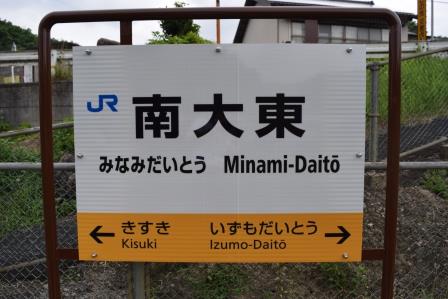 JR 南大東
みなみだいとう Minami-Daitō
← きすき いずもだいとう →
Kisuki Izumo-Daitō